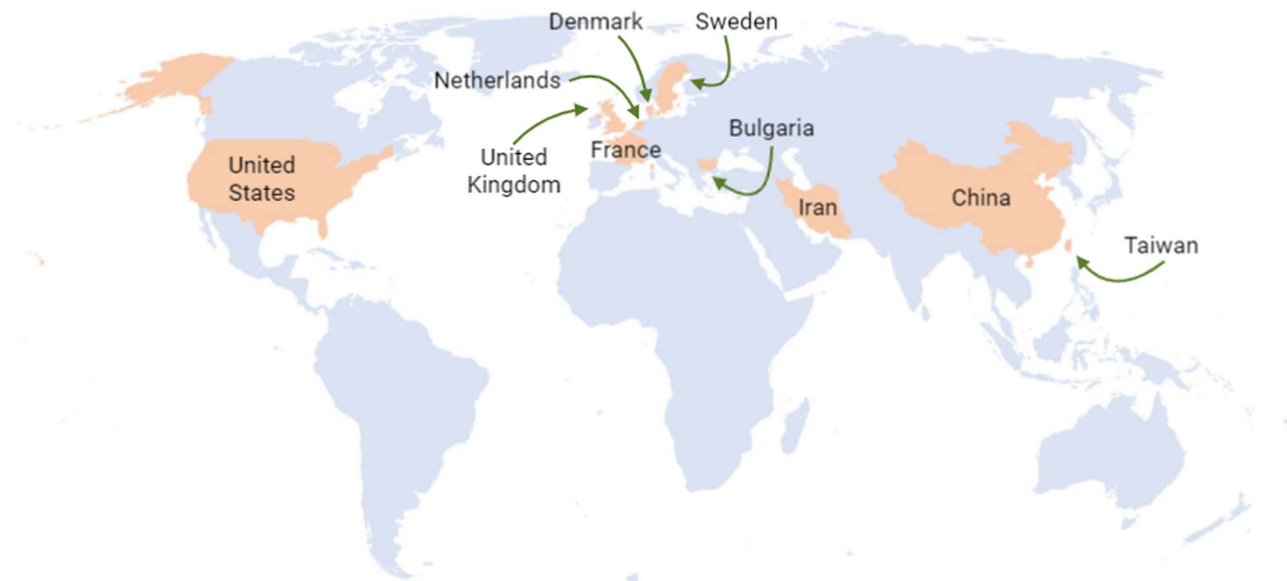 Denmark
Sweden
Netherlands
Bulgaria
United
Kingdom
France
United
States
Iran
China
Taiwan